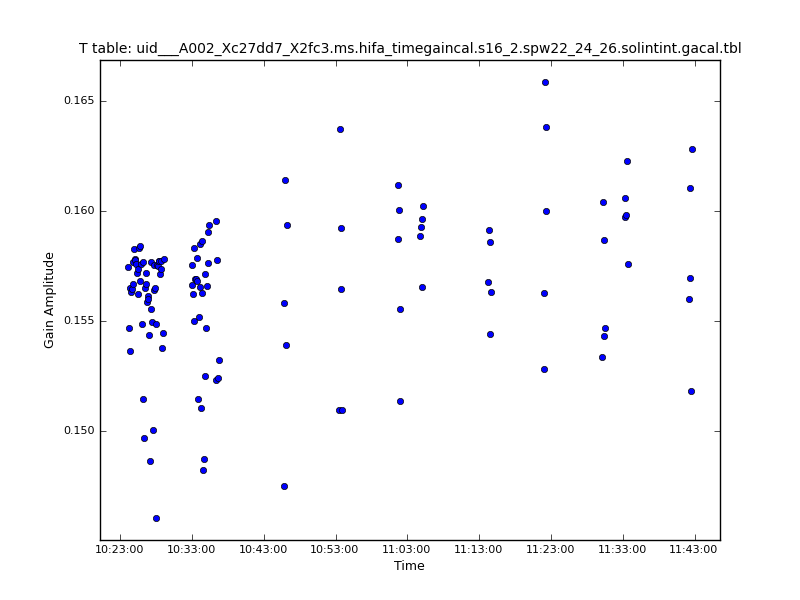 T table: uid___A002_Xc27dd7_X2fc3.ms.hifa_timegaincal.s16_2.spw22_24_26.solintint.gacal.tbl
0.165
0.160
0.155
0.150
Gain Amplitude
10:23:00 10:33:00 10:43:00 10:53:00 11:03:00 11:13:00 11:23:00 11:33:00 11:43:00
Time